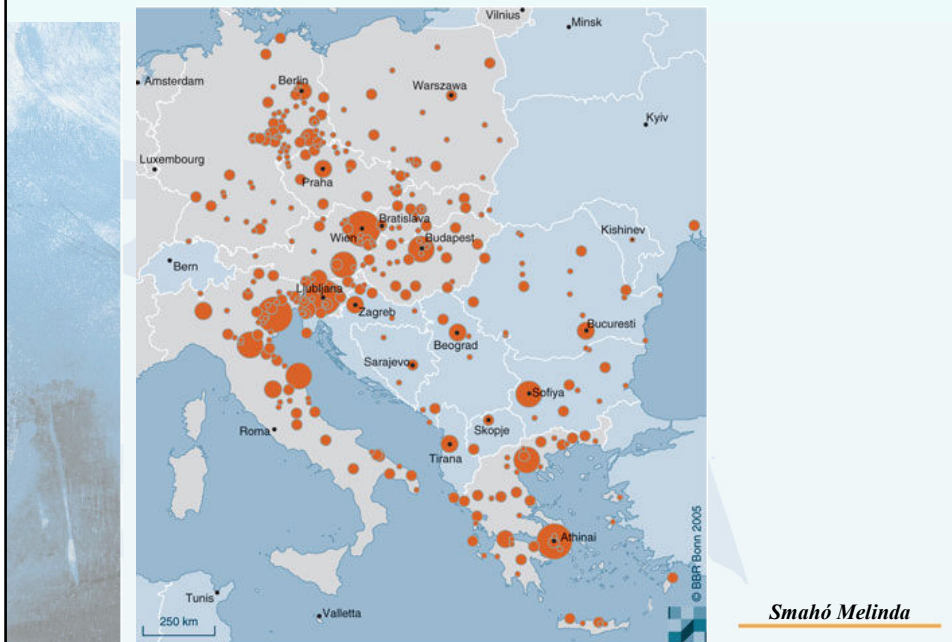 Vilnius
Minsk
Amsterdam
Berlin
Warszawa
Kyiv
Luxembourg
Praha
Bratislava
Wien
Budapest
Kishinev
Bern
Ljubljana
Zagreb
Bucuresti
Beograd
Sarajevo
Sofiya
Roma
Skopje
Tirana
Athinai
© BBR Bonn 2005
Tunis
Valletta
250 km
Smahó Melinda